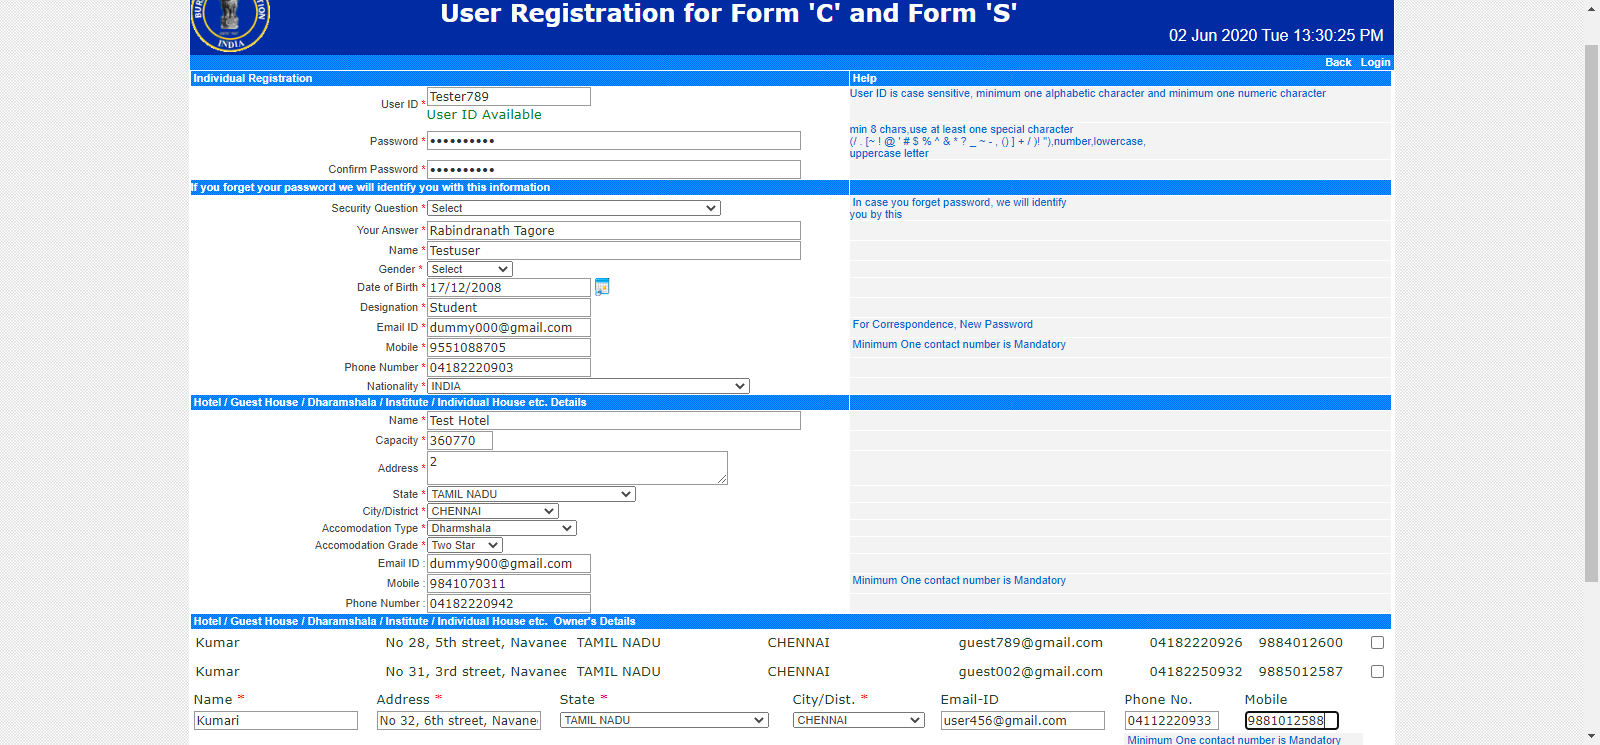 User Registration for Form 'C' and Form 'S'
INDIA
02 Jun 2020 Tue 13:30:25 PM
Back Login
Individual Registration Help
User ID * Tester789 User ID is case sensitive, minimum one alphabetic character and minimum one numeric character
User ID Available
Password * •••••••••• min 8 chars,use at least one special character
(/ . [~ ! @ ' # $ % ^ & * ? _ ~ - , () ] + / )! "),number,lowercase,
uppercase letter
Confirm Password * ••••••••••
If you forget your password we will identify you with this information
Security Question * Select In case you forget password, we will identify
you by this
Your Answer * Rabindranath Tagore
Name * Testuser
Gender * Select
Date of Birth * 17/12/2008
Designation * Student
Email ID * dummy000@gmail.com For Correspondence, New Password
Mobile * 9551088705 Minimum One contact number is Mandatory
Phone Number * 04182220903
Nationality * INDIA
Hotel / Guest House / Dharamshala / Institute / Individual House etc. Details
Name * Test Hotel
Capacity * 360770
Address * 2
State * TAMIL NADU
City/District * CHENNAI
Accomodation Type * Dharmshala
Accomodation Grade * Two Star
Email ID : dummy900@gmail.com
Mobile : 9841070311 Minimum One contact number is Mandatory
Phone Number : 04182220942
Hotel / Guest House / Dharamshala / Institute / Individual House etc. Owner's Details
Kumar No 28, 5th street, Navanee TAMIL NADU CHENNAI guest789@gmail.com 04182220926 9884012600
Kumar No 31, 3rd street, Navanee TAMIL NADU CHENNAI guest002@gmail.com 04182250932 9885012587
Name * Address * State * City/Dist. * Email-ID Phone No. Mobile
Kumari No 32, 6th street, Navane TAMIL NADU CHENNAI user456@gmail.com 04112220933 9881012588
Minimum One contact number is Mandatory